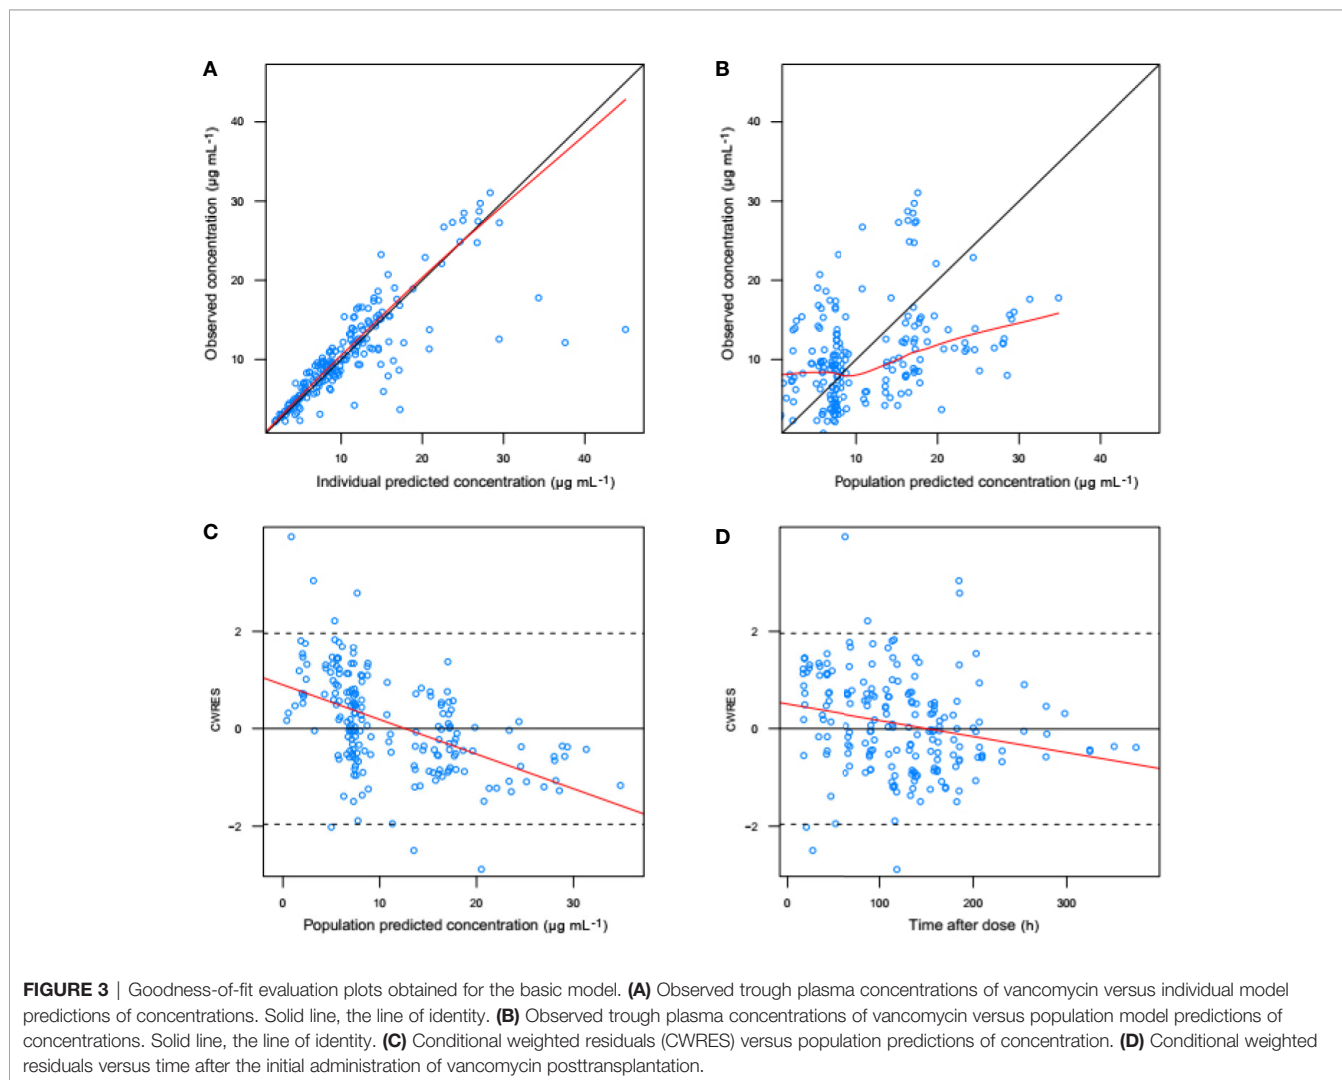 A
40
30
20
10
Observed concentration (µg mL-1)
10 20 30 40
Individual predicted concentration (µg mL-1)
B
40
30
20
10
Observed concentration (µg mL-1)
10 20 30 40
Population predicted concentration (µg mL-1)
C
2
0
−2
CWRES
0 10 20 30
Population predicted concentration (µg mL-1)
D
2
0
−2
CWRES
0 100 200 300
Time after dose (h)
FIGURE 3 | Goodness-of-fit evaluation plots obtained for the basic model. (A) Observed trough plasma concentrations of vancomycin versus individual model
predictions of concentrations. Solid line, the line of identity. (B) Observed trough plasma concentrations of vancomycin versus population model predictions of
concentrations. Solid line, the line of identity. (C) Conditional weighted residuals (CWRES) versus population predictions of concentration. (D) Conditional weighted
residuals versus time after the initial administration of vancomycin posttransplantation.